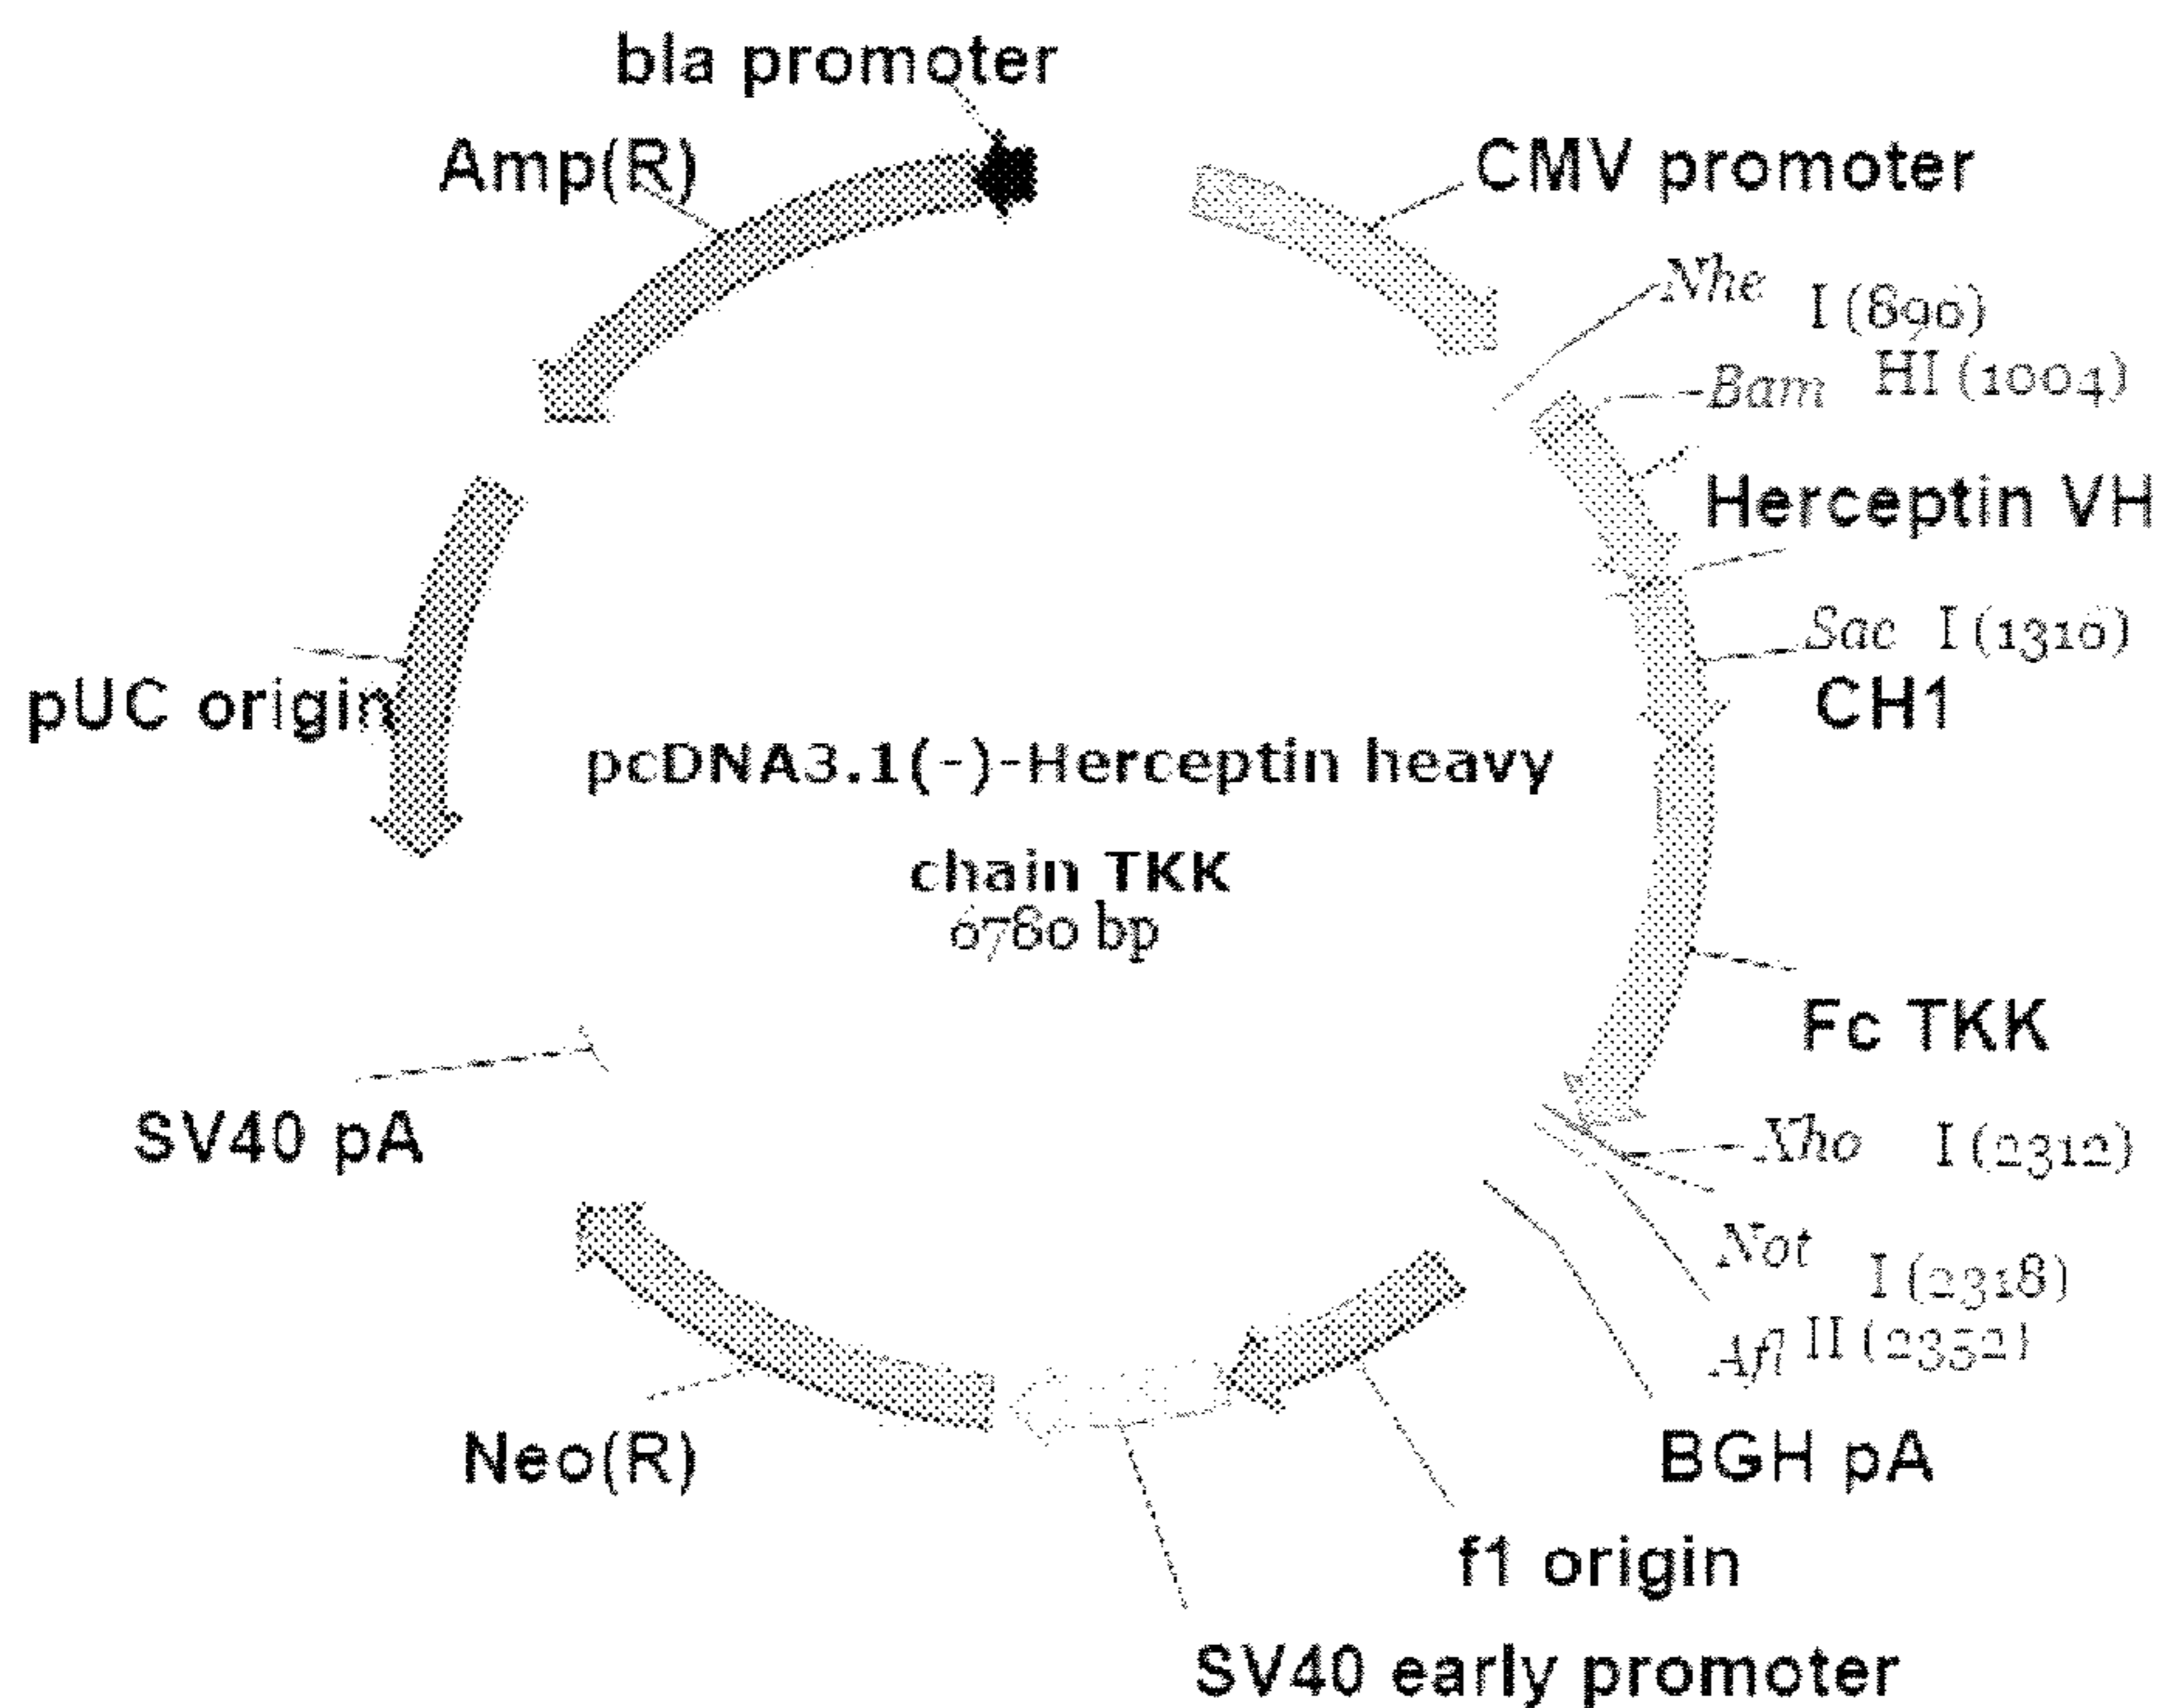 bla promoter
Amp(R)
CMV promoter
Nhe I (896)
Bam HI (1004)
Herceptin VH
Sac I (1316)
CH1
pUC origin
pcDNA3.1(-)-Herceptin heavy
chain TKK
6780 bp
Fc TKK
SV40 pA
Xho I (2312)
Not I (2318)
Afl II (2352)
Neo(R)
BGH pA
f1 origin
SV40 early promoter